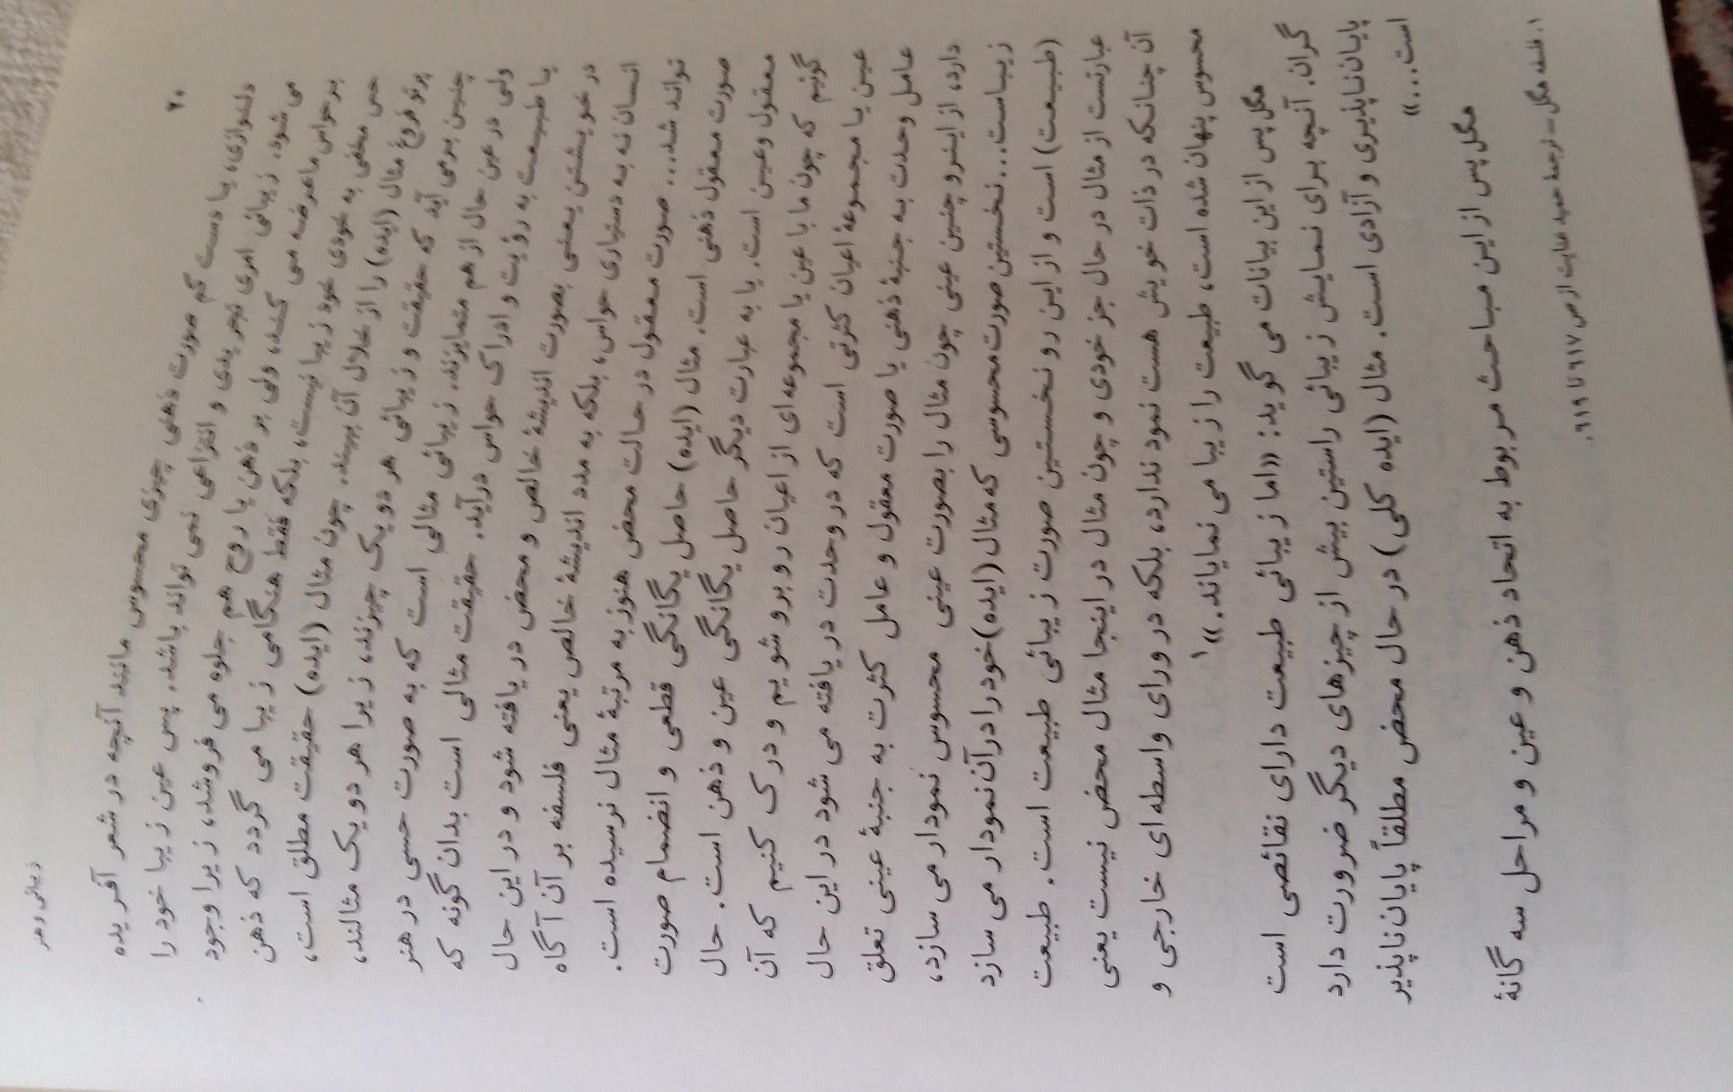 زیبائی و هنر
۲۰
دلنوازی، یا دست کم صورت ذهنی چیزی محسوس مانند آنچه در شعر آفریده
می‌شود. زیبائی امری تجریدی و انتزاعی نمی تواند باشد. پس عین زیبا خود را
بر حواس ما عرضه می کند، ولی بر ذهن یا روح هم جلوه می فروشد، زیرا وجود
حسی محض به خودی خود زیبا نیست، بلکه فقط هنگامی زیبا می گردد که ذهن
پرتو فروغ مثال (ایده) را از خلال آن ببیند. چون مثال (ایده) حقیقت مطلق است،
چنین برمی آید که حقیقت و زیبائی هر دو یک چیزند، زیرا هر دو یک مثالند،
ولی در عین حال از هم متمایزند. زیبائی مثالی است که به صورت حسی در هنر
یا طبیعت به رؤیت و ادراک حواس درآید. حقیقت مثالی است بدان گونه که
در خویشتن یعنی بصورت اندیشهٔ خالص و محض دریافته شود و در این حال
انسان نه به دستیاری حواس، بلکه به مدد اندیشهٔ خالص یعنی فلسفه بر آن آگاه
تواند شد... صورت معقول در حالت محض هنوز به مرتبهٔ مثال نرسیده است.
صورت معقول ذهنی است. مثال (ایده) حاصل یگانگی قطعی و انضمام صورت
معقول و عین است. یا به عبارت دیگر حاصل یگانگی عین و ذهن است. حال
گوئیم که چون ما با عین یا مجموعه‌ای از اعیان روبرو شویم و درک کنیم که آن
عین یا مجموعهٔ اعیان کثرتی است که در وحدت دریافته می شود در این حال
عامل وحدت به جنبهٔ ذهنی یا صورت معقول و عامل کثرت به جنبهٔ عینی تعلق
دارد، از اینرو چنین عینی چون مثال را بصورت عینی محسوس نمودار می سازد،
زیباست... نخستین صورت محسوسی که مثال (ایده) خود را در آن نمودار می سازد
(طبیعت) است و از این رو نخستین صورت زیبائی طبیعت است. طبیعت
عبارتست از مثال در حال جز خودی و چون مثال در اینجا مثال محض نیست یعنی
آن چنانکه در ذات خویش هست نمود ندارد، بلکه در ورای واسطه‌ای خارجی و
محسوس پنهان شده است، طبیعت را زیبا می نمایاند.»۱
هگل پس از این بیانات می گوید: «اما زیبائی طبیعت دارای نقائصی است
گران. آنچه برای نمایش زیبائی راستین بیش از چیزهای دیگر ضرورت دارد
پایان ناپذیری و آزادی است. مثال (ایده کلی) در حال محض مطلقاً پایان ناپذیر
است...»
هگل پس از این مباحث مربوط به اتحاد ذهن و عین و مراحل سه گانهٔ
۱. فلسفه هگل – ترجمهٔ حمید عنایت از ص ۶۱۷ تا ۶۱۹.